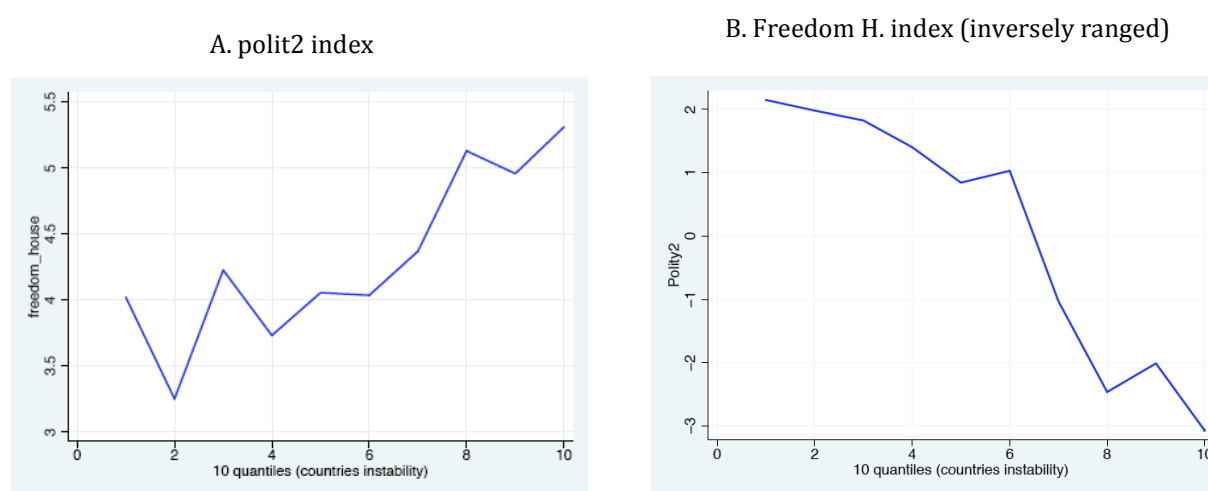 A. polit2 index
B. Freedom H. index (inversely ranged)
freedom_house
5.5
5
4.5
4
3.5
3
0 2 4 6 8 10
10 quantiles (countries instability)
Polity2
2
1
0
-1
-2
-3
0 2 4 6 8 10
10 quantiles (countries instability)